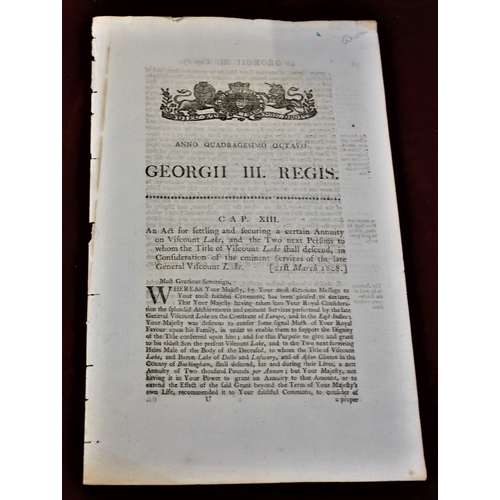 ANNO QUADRAGESIMO OCTAVO
GEORGII III. REGIS.
CAP. XIII.
An Act for settling and securing a certain Annuity
on Viscount Lake, and the Two next Persons to
whom the Title of Viscount Lake shall descend, in
Consideration of the eminent Services of the late
General Viscount Lake. [21st March 1808.]
Most Gracious Sovereign,
WHEREAS Your Majesty, by Your most Gracious Message to
Your most faithful Commons, has been pleased to declare,
That Your Majesty having taken into Your Royal Considera-
tion the splendid Atchievements and eminent Services performed by the late
General Viscount Lake on the Continent of Europe, and in the East Indies,
Your Majesty was desirous to confer some signal Mark of Your Royal
Favour upon his Family, in order to enable them to support the Dignity
of the Title conferred upon him; and for this Purpose to give and grant
to his eldest Son the present Viscount Lake, and to the Two next surviving
Heirs Male of the Body of the Deceased, to whom the Title of Viscount
Lake, and Baron Lake of Delhi and Laswary, and of Aston Clinton in the
County of Buckingham, shall descend, for and during their Lives, a net
Annuity of Two thousand Pounds per Annum; but Your Majesty, not
having it in Your Power to grant an Annuity to that Amount, or to
extend the Effect of the said Grant beyond the Term of Your Majesty's
own Life, recommended it to Your faithful Commons, to consider of
U a proper